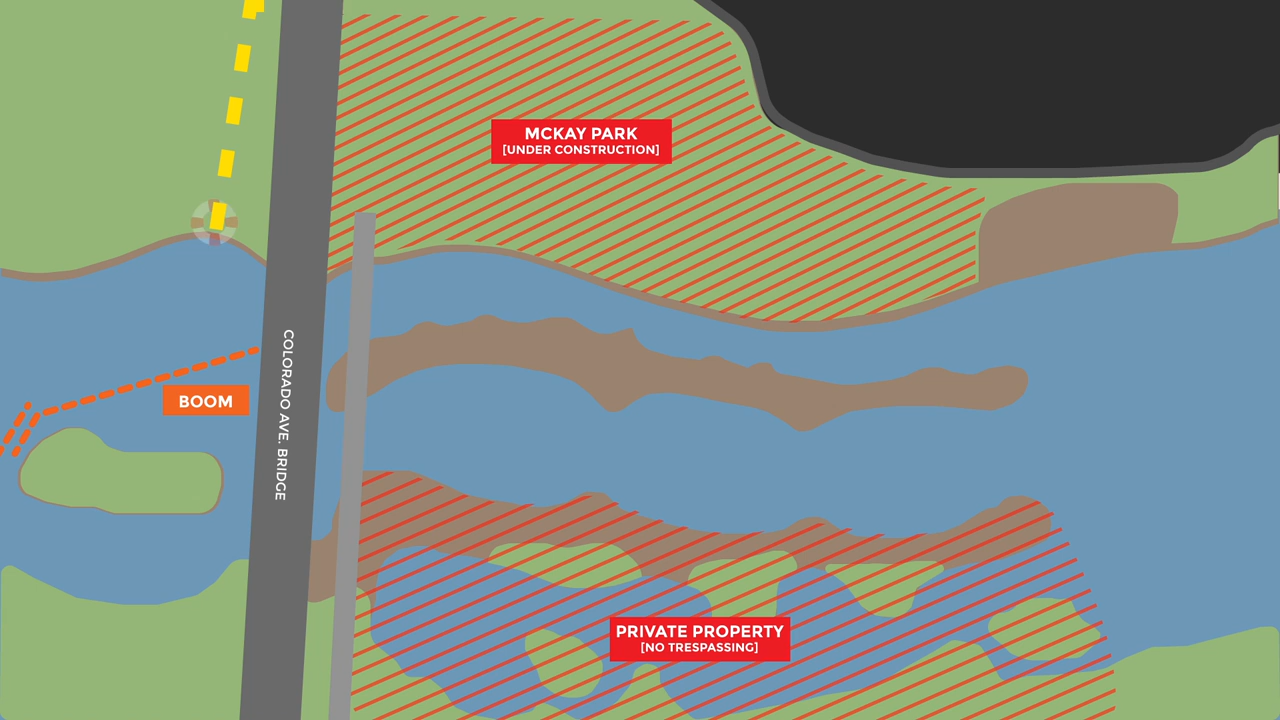 MCKAY PARK
[UNDER CONSTRUCTION]
COLORADO AVE. BRIDGE
BOOM
PRIVATE PROPERTY
[NO TRESPASSING]